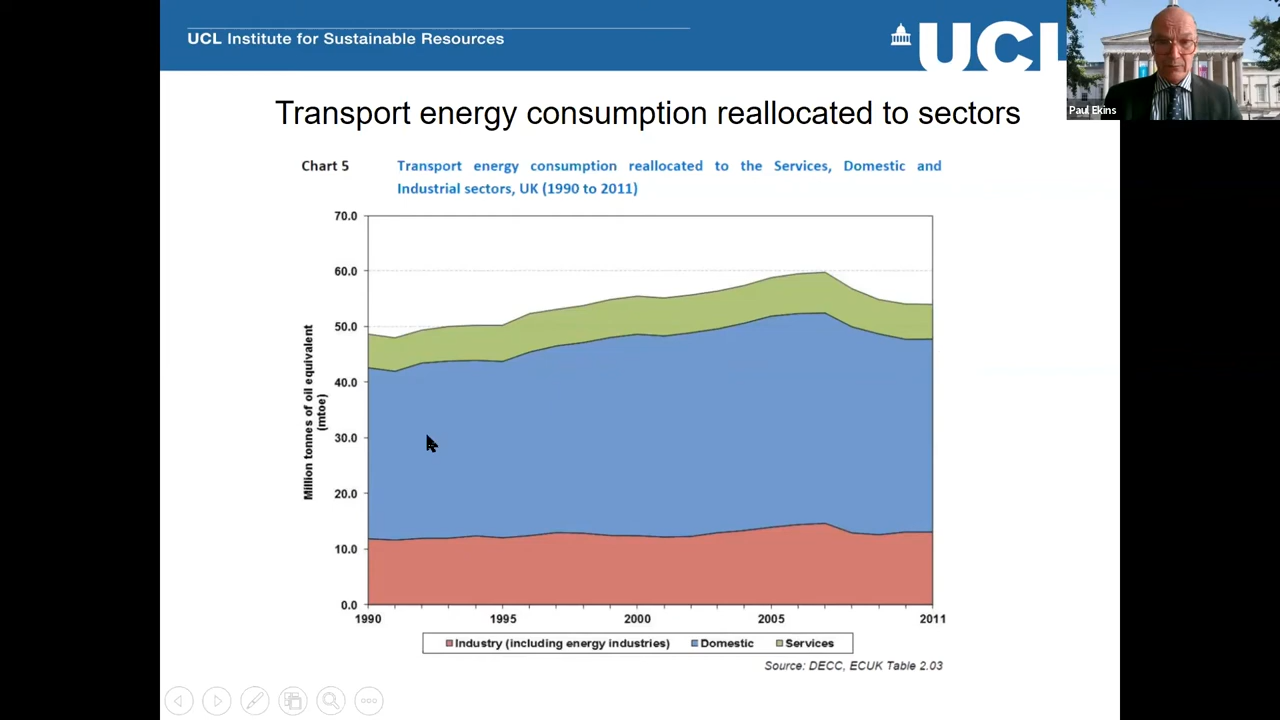 UCL Institute for Sustainable Resources
UCL
Paul Ekins
Transport energy consumption reallocated to sectors
Chart 5 Transport energy consumption reallocated to the Services, Domestic and
Industrial sectors, UK (1990 to 2011)
70.0
60.0
50.0
40.0
30.0
20.0
10.0
0.0
Million tonnes of oil equivalent
(mtoe)
1990 1995 2000 2005 2011
Industry (including energy industries) Domestic Services
Source: DECC, ECUK Table 2.03